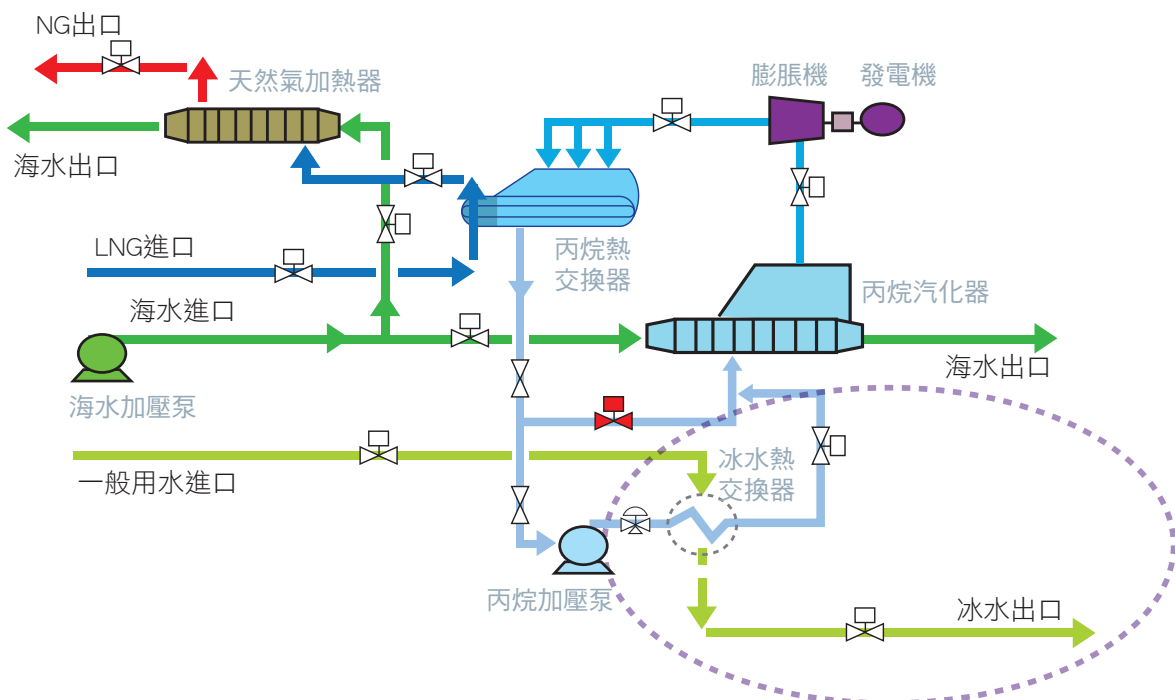 NG出口
天然氣加熱器
膨脹機
發電機
海水出口
LNG進口
丙烷熱
交換器
丙烷汽化器
海水進口
海水出口
海水加壓泵
一般用水進口
冰水熱
交換器
丙烷加壓泵
冰水出口